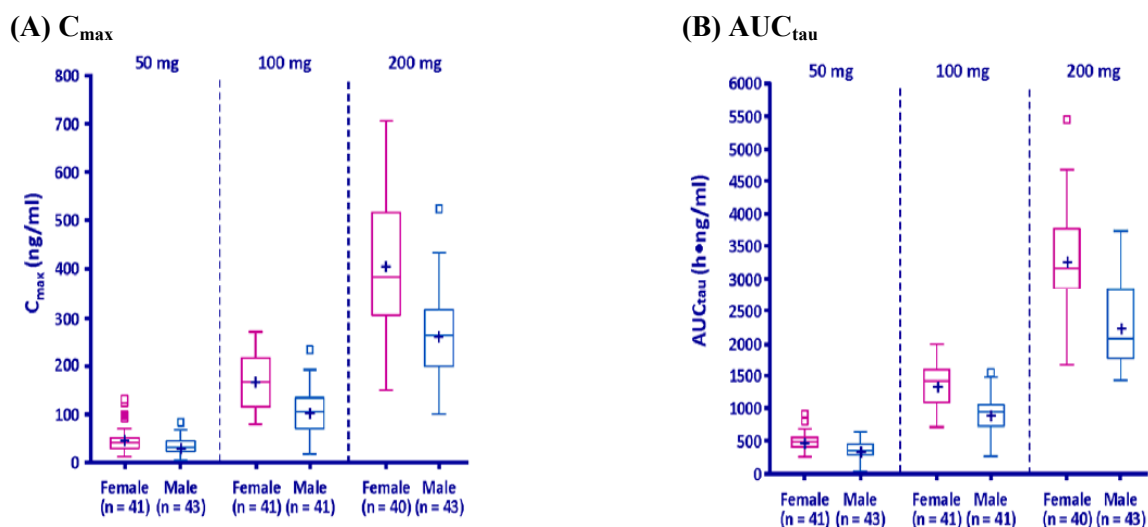 (A) Cmax
50 mg 100 mg 200 mg
Cmax (ng/ml)
800
700
600
500
400
300
200
100
0
Female Male Female Male Female Male
(n = 41) (n = 43) (n = 41) (n = 41) (n = 40) (n = 43)
(B) AUCtau
50 mg 100 mg 200 mg
AUCtau (h•ng/ml)
6000
5500
5000
4500
4000
3500
3000
2500
2000
1500
1000
500
0
Female Male Female Male Female Male
(n = 41) (n = 43) (n = 41) (n = 41) (n = 40) (n = 43)